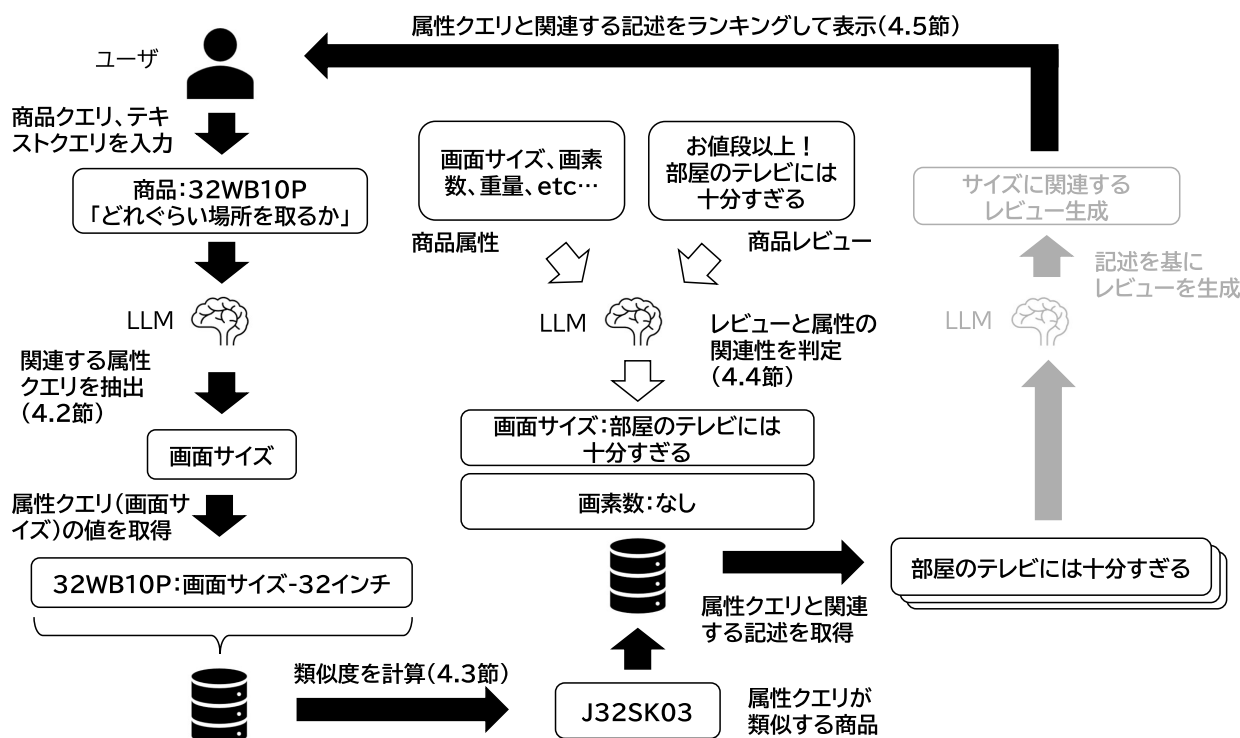 属性クエリと関連する記述をランキングして表示(4.5節)
ユーザ
商品クエリ、テキ
ストクエリを入力
商品:32WB10P
「どれぐらい場所を取るか」
LLM
関連する属性
クエリを抽出
(4.2節)
画面サイズ
属性クエリ(画面サ
イズ)の値を取得
32WB10P:画面サイズ-32インチ
類似度を計算(4.3節)
J32SK03
属性クエリが
類似する商品
画面サイズ、画素
数、重量、etc…
商品属性
お値段以上!
部屋のテレビには
十分すぎる
商品レビュー
LLM
レビューと属性の
関連性を判定
(4.4節)
画面サイズ:部屋のテレビには
十分すぎる
画素数:なし
属性クエリと関連
する記述を取得
部屋のテレビには十分すぎる
LLM
記述を基に
レビューを生成
サイズに関連する
レビュー生成